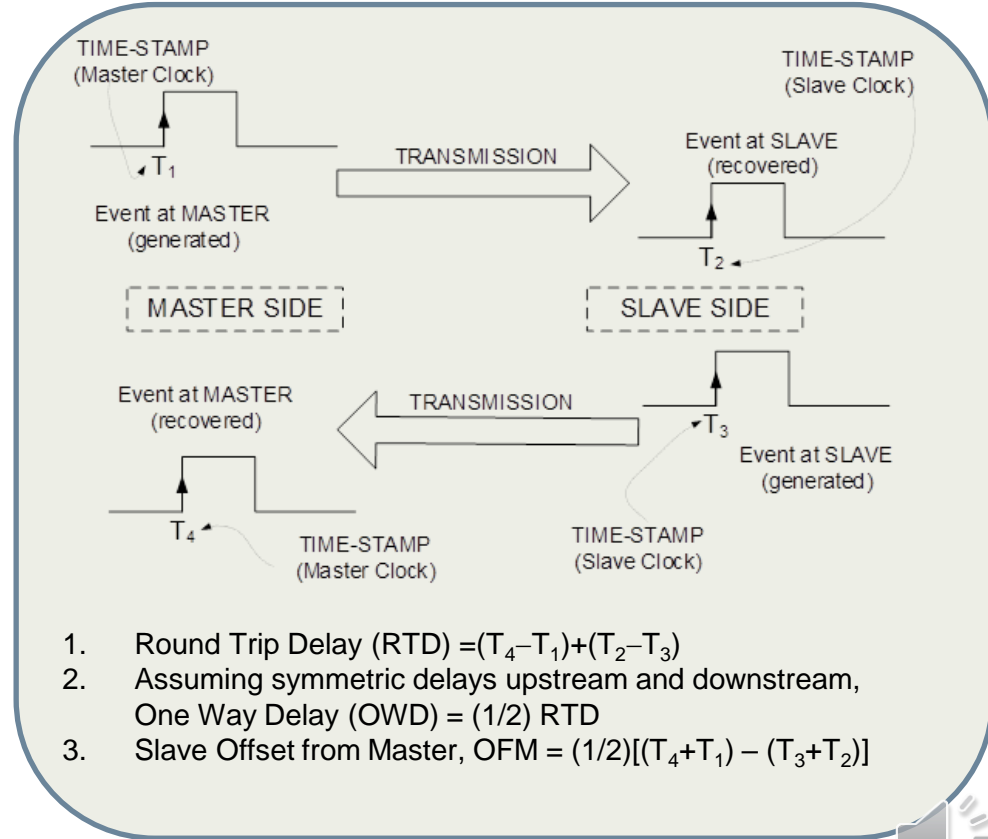 TIME-STAMP
(Master Clock)
T₁
Event at MASTER
(generated)
TRANSMISSION
TIME-STAMP
(Slave Clock)
Event at SLAVE
(recovered)
T₂
MASTER SIDE
SLAVE SIDE
Event at MASTER
(recovered)
T₄
TIME-STAMP
(Master Clock)
TRANSMISSION
T₃
Event at SLAVE
(generated)
TIME-STAMP
(Slave Clock)
1. Round Trip Delay (RTD) =(T₄−T₁)+(T₂−T₃)
2. Assuming symmetric delays upstream and downstream,
One Way Delay (OWD) = (1/2) RTD
3. Slave Offset from Master, OFM = (1/2)[(T₄+T₁) – (T₃+T₂)]